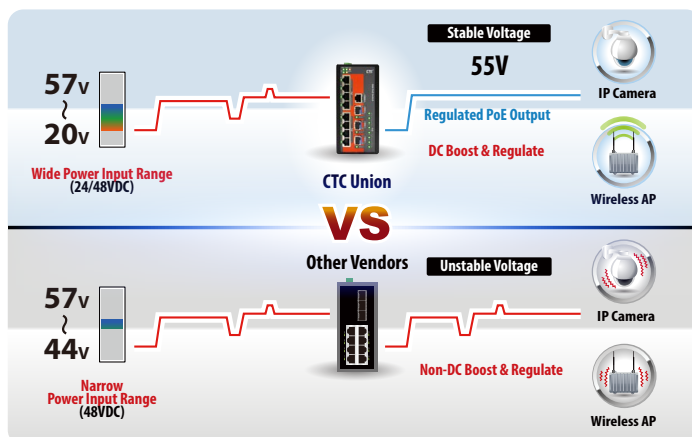 57v
~
20v
Wide Power Input Range
(24/48VDC)
CTC Union
Stable Voltage
55V
Regulated PoE Output
DC Boost & Regulate
IP Camera
Wireless AP
VS
Other Vendors
57v
~
44v
Narrow
Power Input Range
(48VDC)
Unstable Voltage
Non-DC Boost & Regulate
IP Camera
Wireless AP